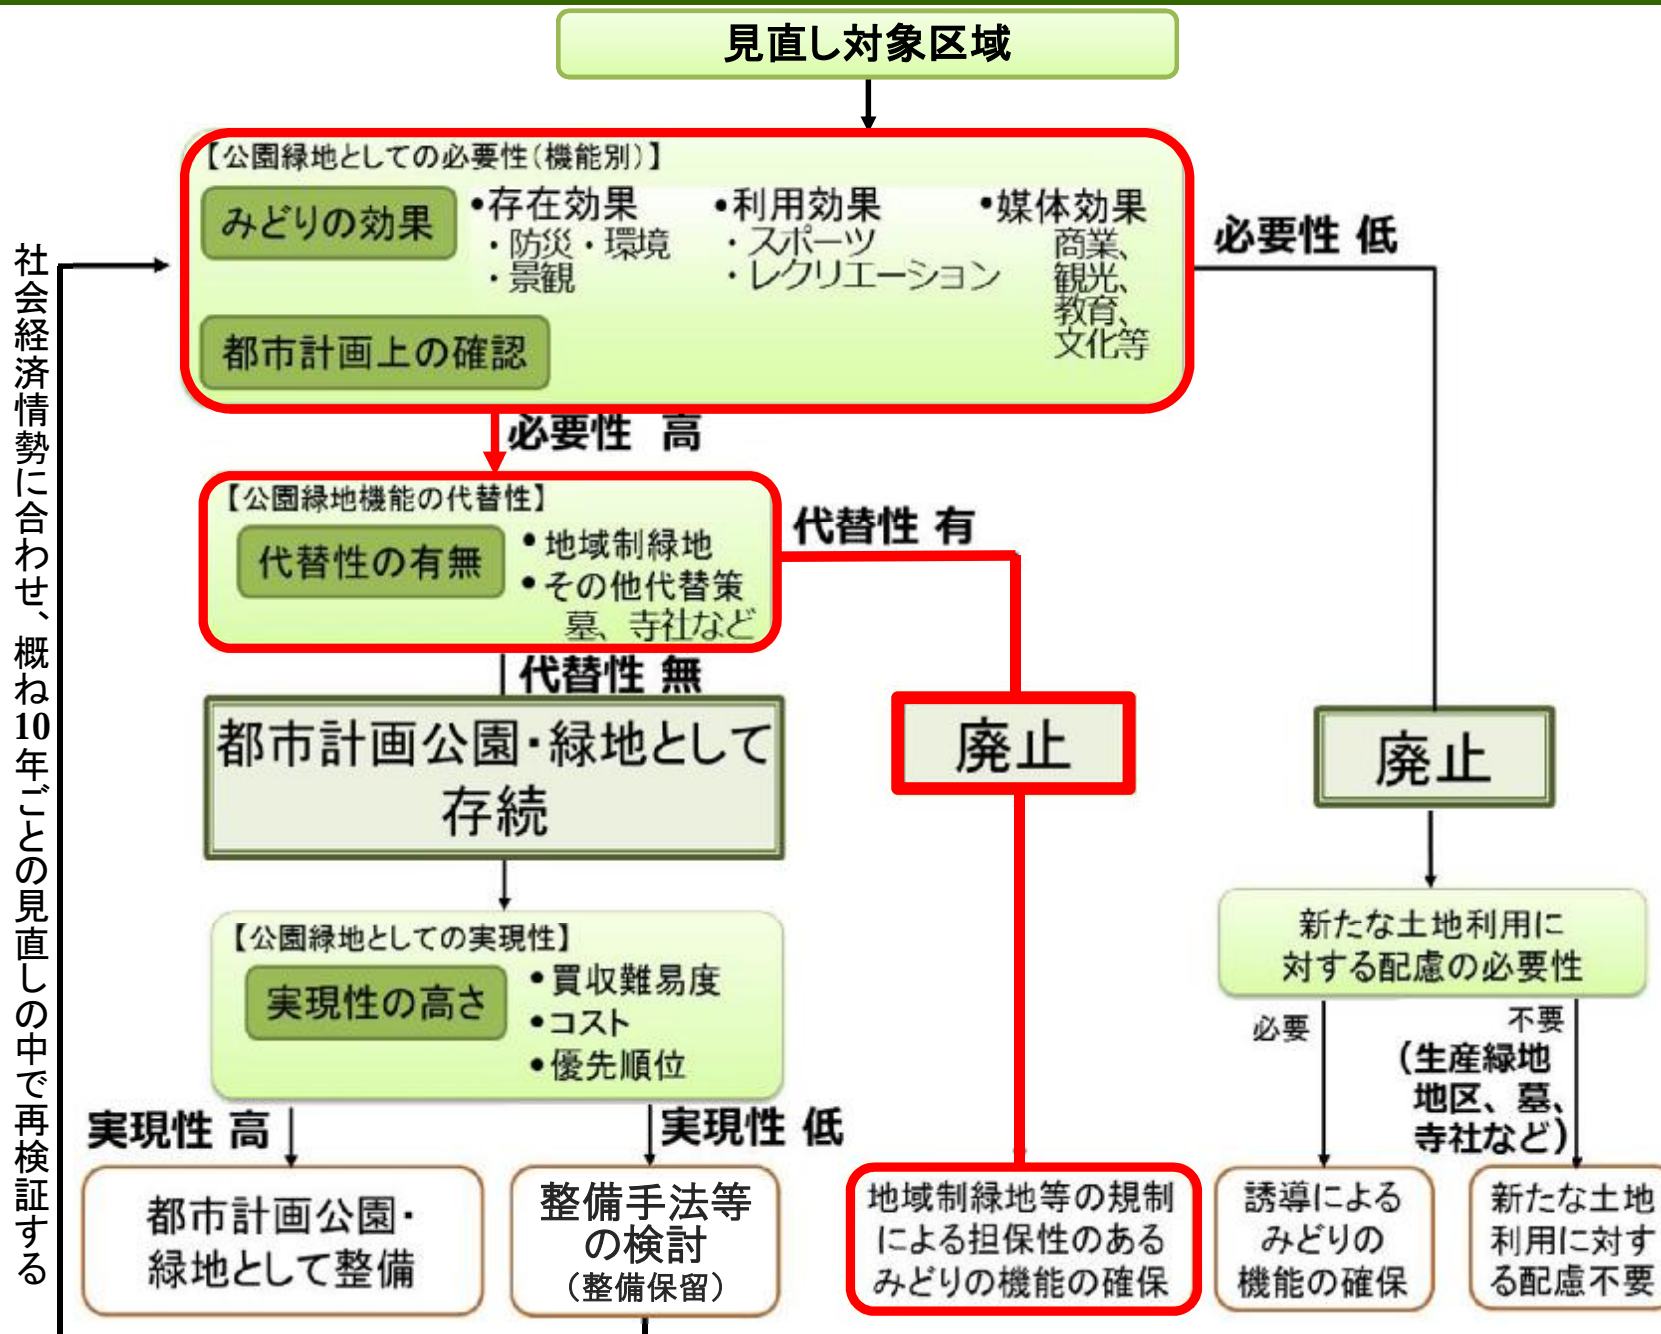 見直し対象区域
【公園緑地としての必要性(機能別)】
みどりの効果
•存在効果
・防災・環境
・景観
•利用効果
・スポーツ
・レクリエーション
•媒体効果
商業、
観光、
教育、
文化等
都市計画上の確認
必要性 低
必要性 高
【公園緑地機能の代替性】
代替性の有無
•地域制緑地
•その他代替策
墓、寺社など
代替性 有
代替性 無
都市計画公園・緑地として
存続
廃止
廃止
【公園緑地としての実現性】
実現性の高さ
•買収難易度
•コスト
•優先順位
新たな土地利用に
対する配慮の必要性
必要
不要
(生産緑地
地区、墓、
寺社など)
実現性 高
実現性 低
都市計画公園・
緑地として整備
整備手法等
の検討
(整備保留)
地域制緑地等の規制
による担保性のある
みどりの機能の確保
誘導による
みどりの
機能の確保
新たな土地
利用に対す
る配慮不要
社会経済情勢に合わせ、概ね10年ごとの見直しの中で再検証する